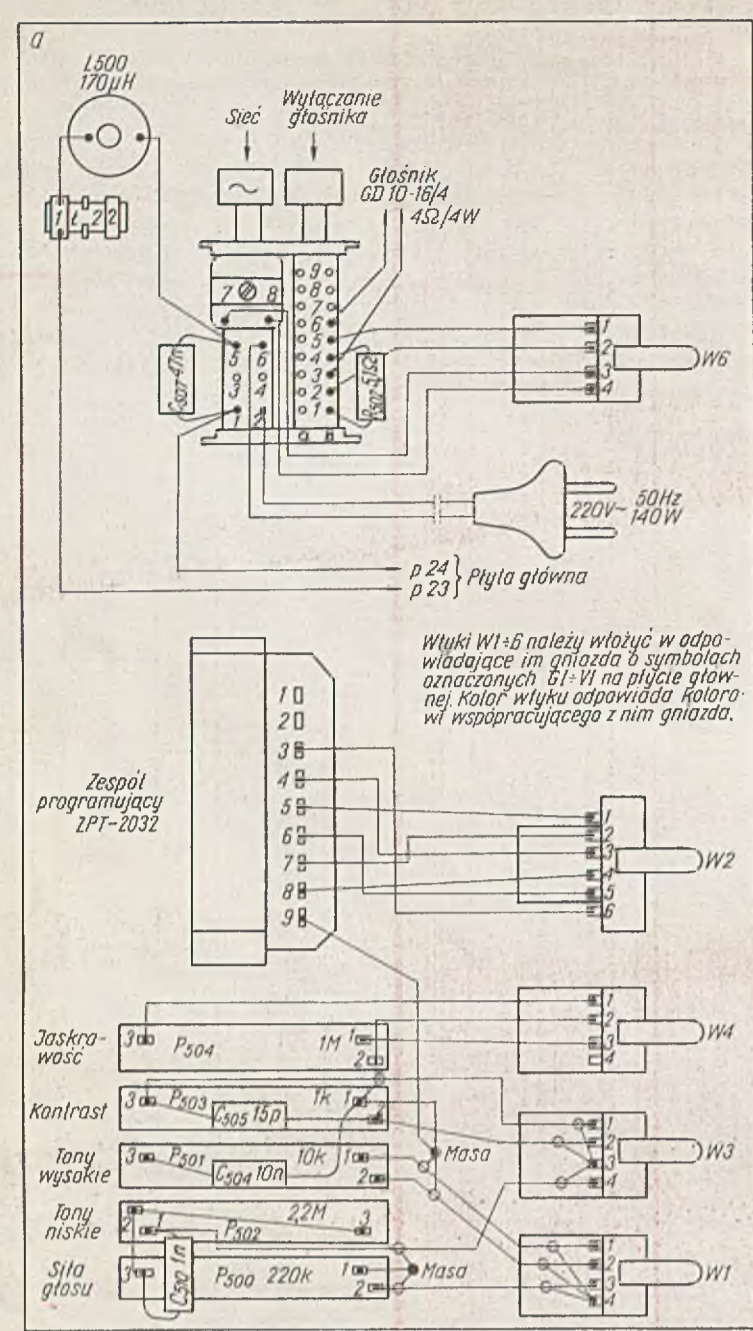 a
L500
170μH
Sieć
Wyłączanie
głośnika
~
Głośnik
GD 10-16/4
4Ω/4W
1 2 2
9
8
7
6
5
4
3
2
1
a B
7 8
5 6
3 4
1 2
C507 47n
R502 5,1Ω
1
2
3
4
W6
220V~ 50Hz
140W
p 24
p 23
Płyta główna
Wtyki W1÷6 należy włożyć w odpo-
wiadające im gniazda o symbolach
oznaczonych GI÷VI na płycie głów-
nej. Kolor wtyku odpowiada koloro-
wi współpracującego z nim gniazda.
Zespół
programujący
ZPT-2032
1
2
3
4
5
6
7
8
9
1
2
3
4
5
6
W2
Jaskra-
wość
3 P504 1M 1
2
1
2
3
4
W4
Kontrast
3 P503 C505 15p 1k 1
Tony
wysokie
3 P501 C504 10n 10k 1
2
Masa
1
2
3
4
W3
Tony
niskie
2 1 P502 2,2M 3
Siła
głosu
3 C510 1n P500 220k 1
2
Masa
1
2
3
4
W1